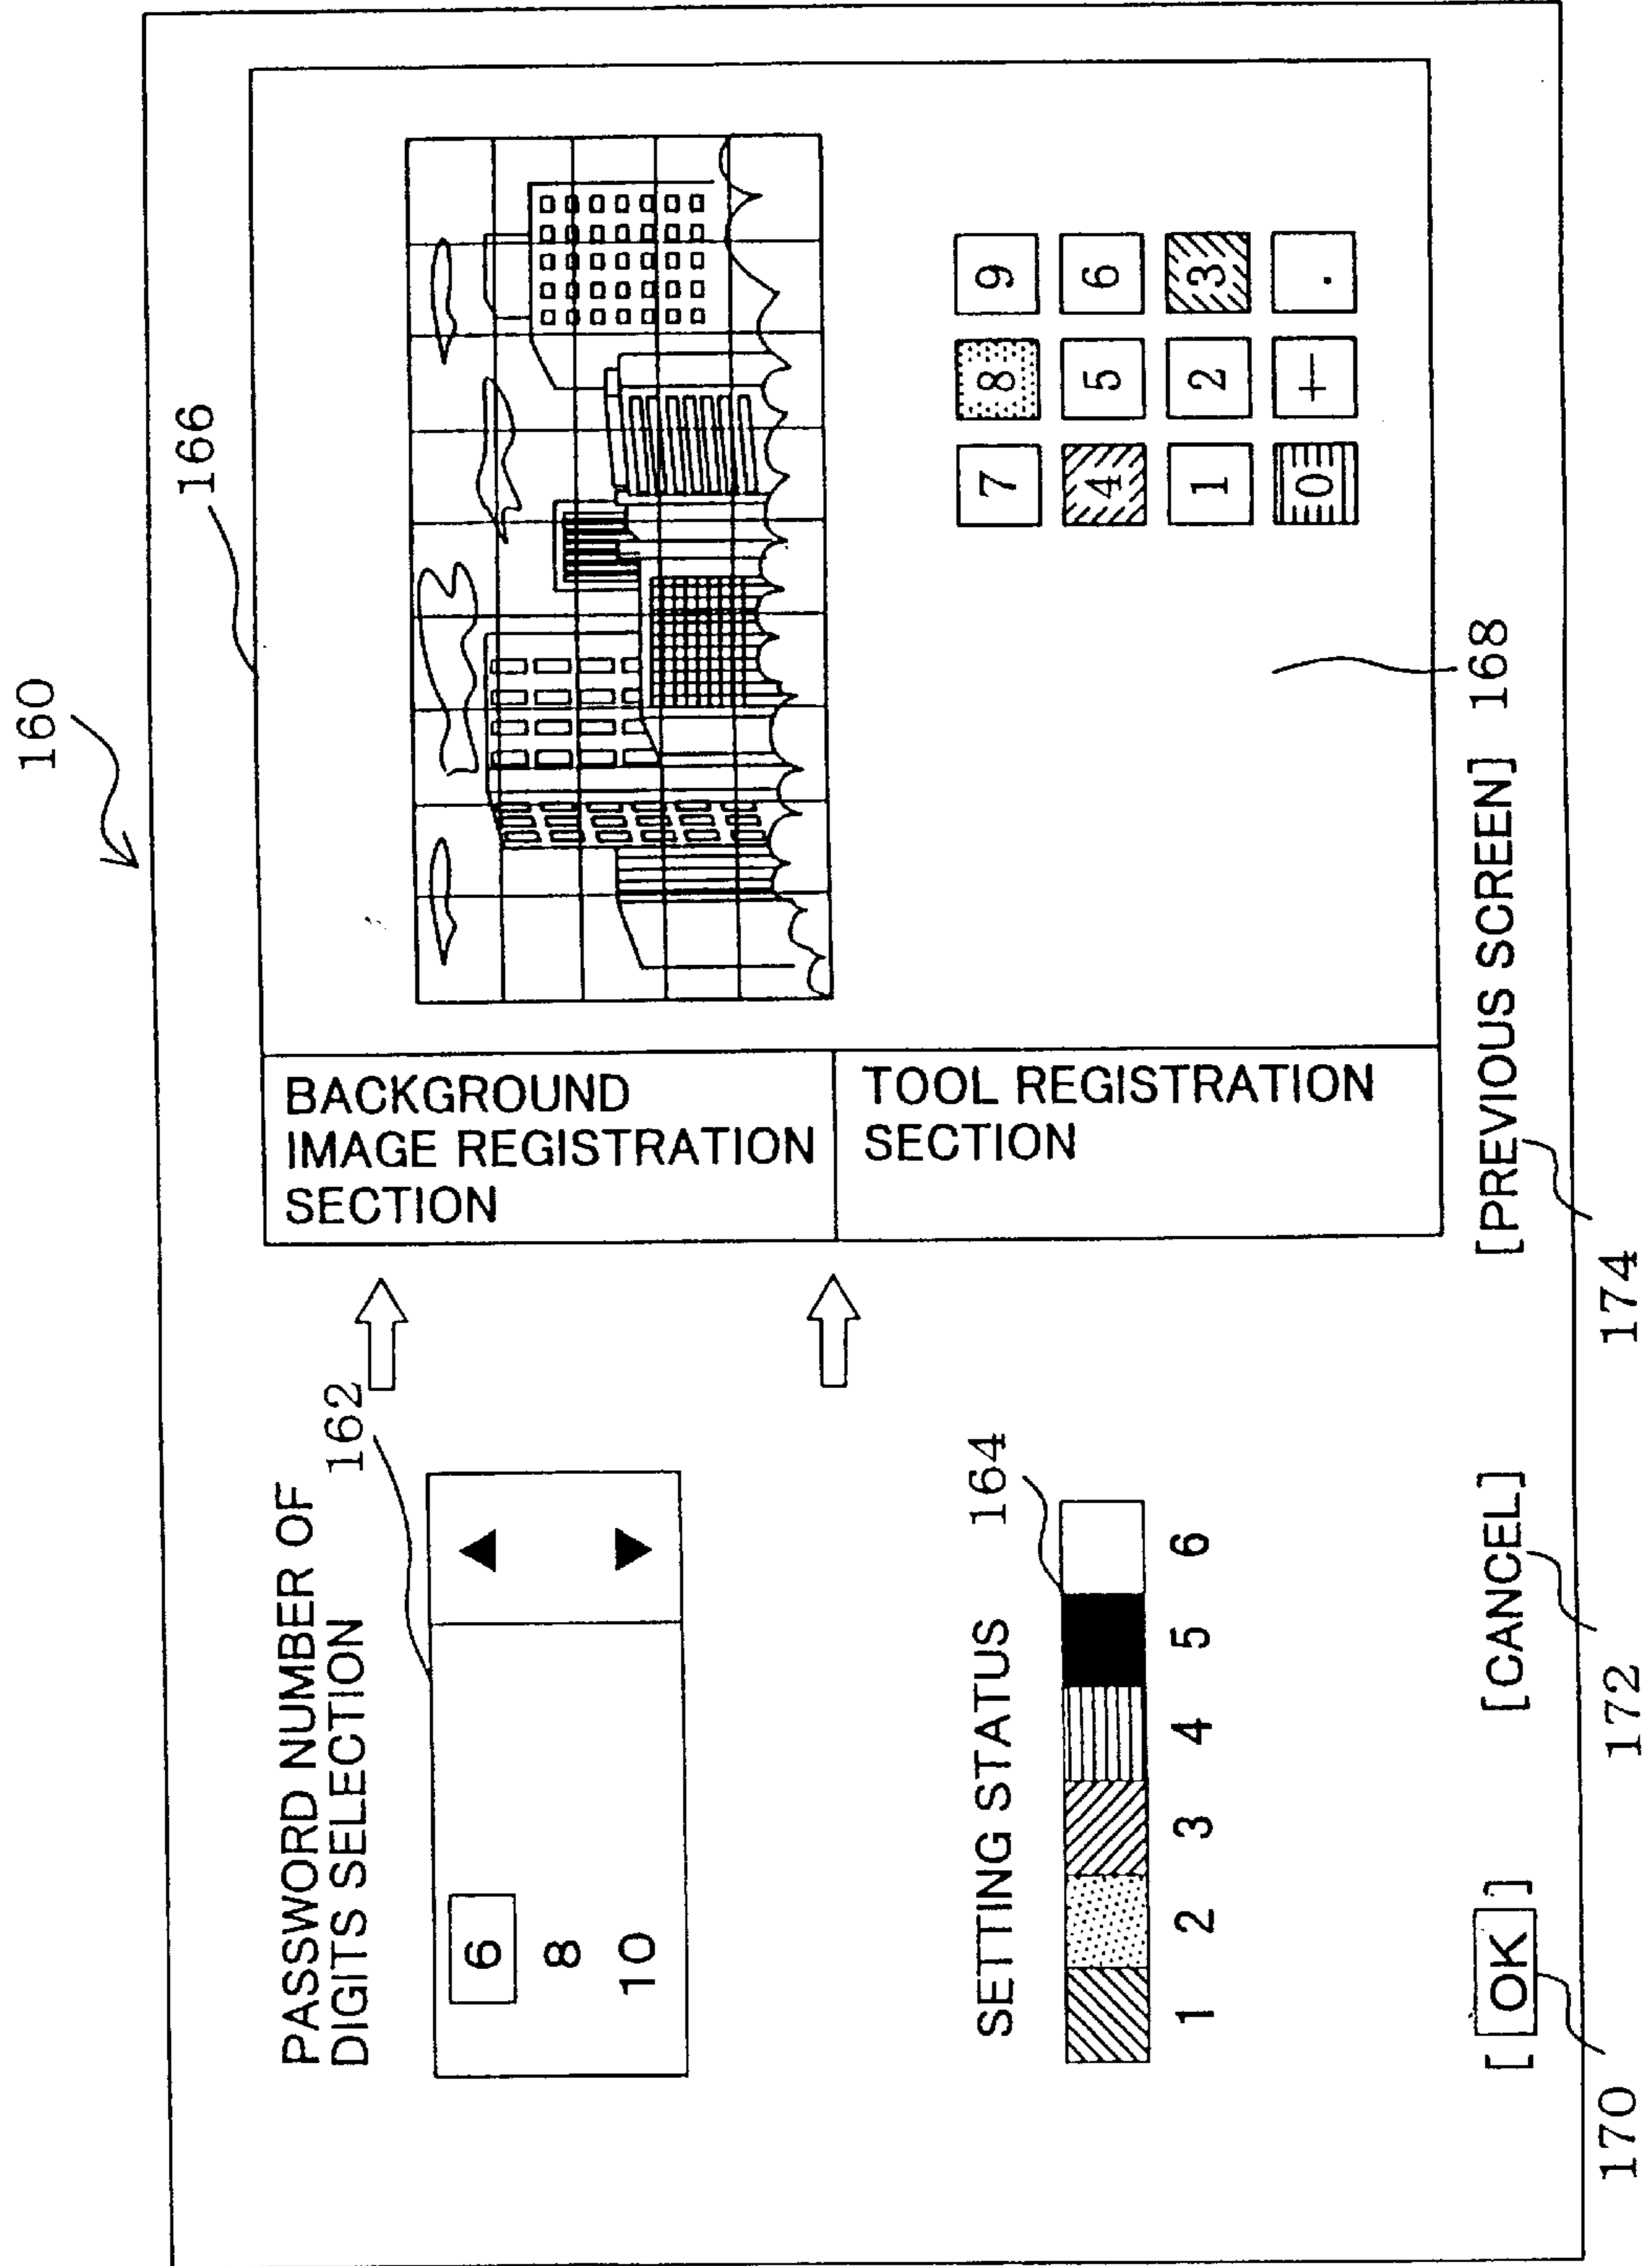 160
PASSWORD NUMBER OF
DIGITS SELECTION
162
6
8
10
166
BACKGROUND
IMAGE REGISTRATION
SECTION
SETTING STATUS
164
1 2 3 4 5 6
TOOL REGISTRATION
SECTION
7 8 9
4 5 6
1 2 3
0 + .
168
[OK] [CANCEL] [PREVIOUS SCREEN]
170
172
174